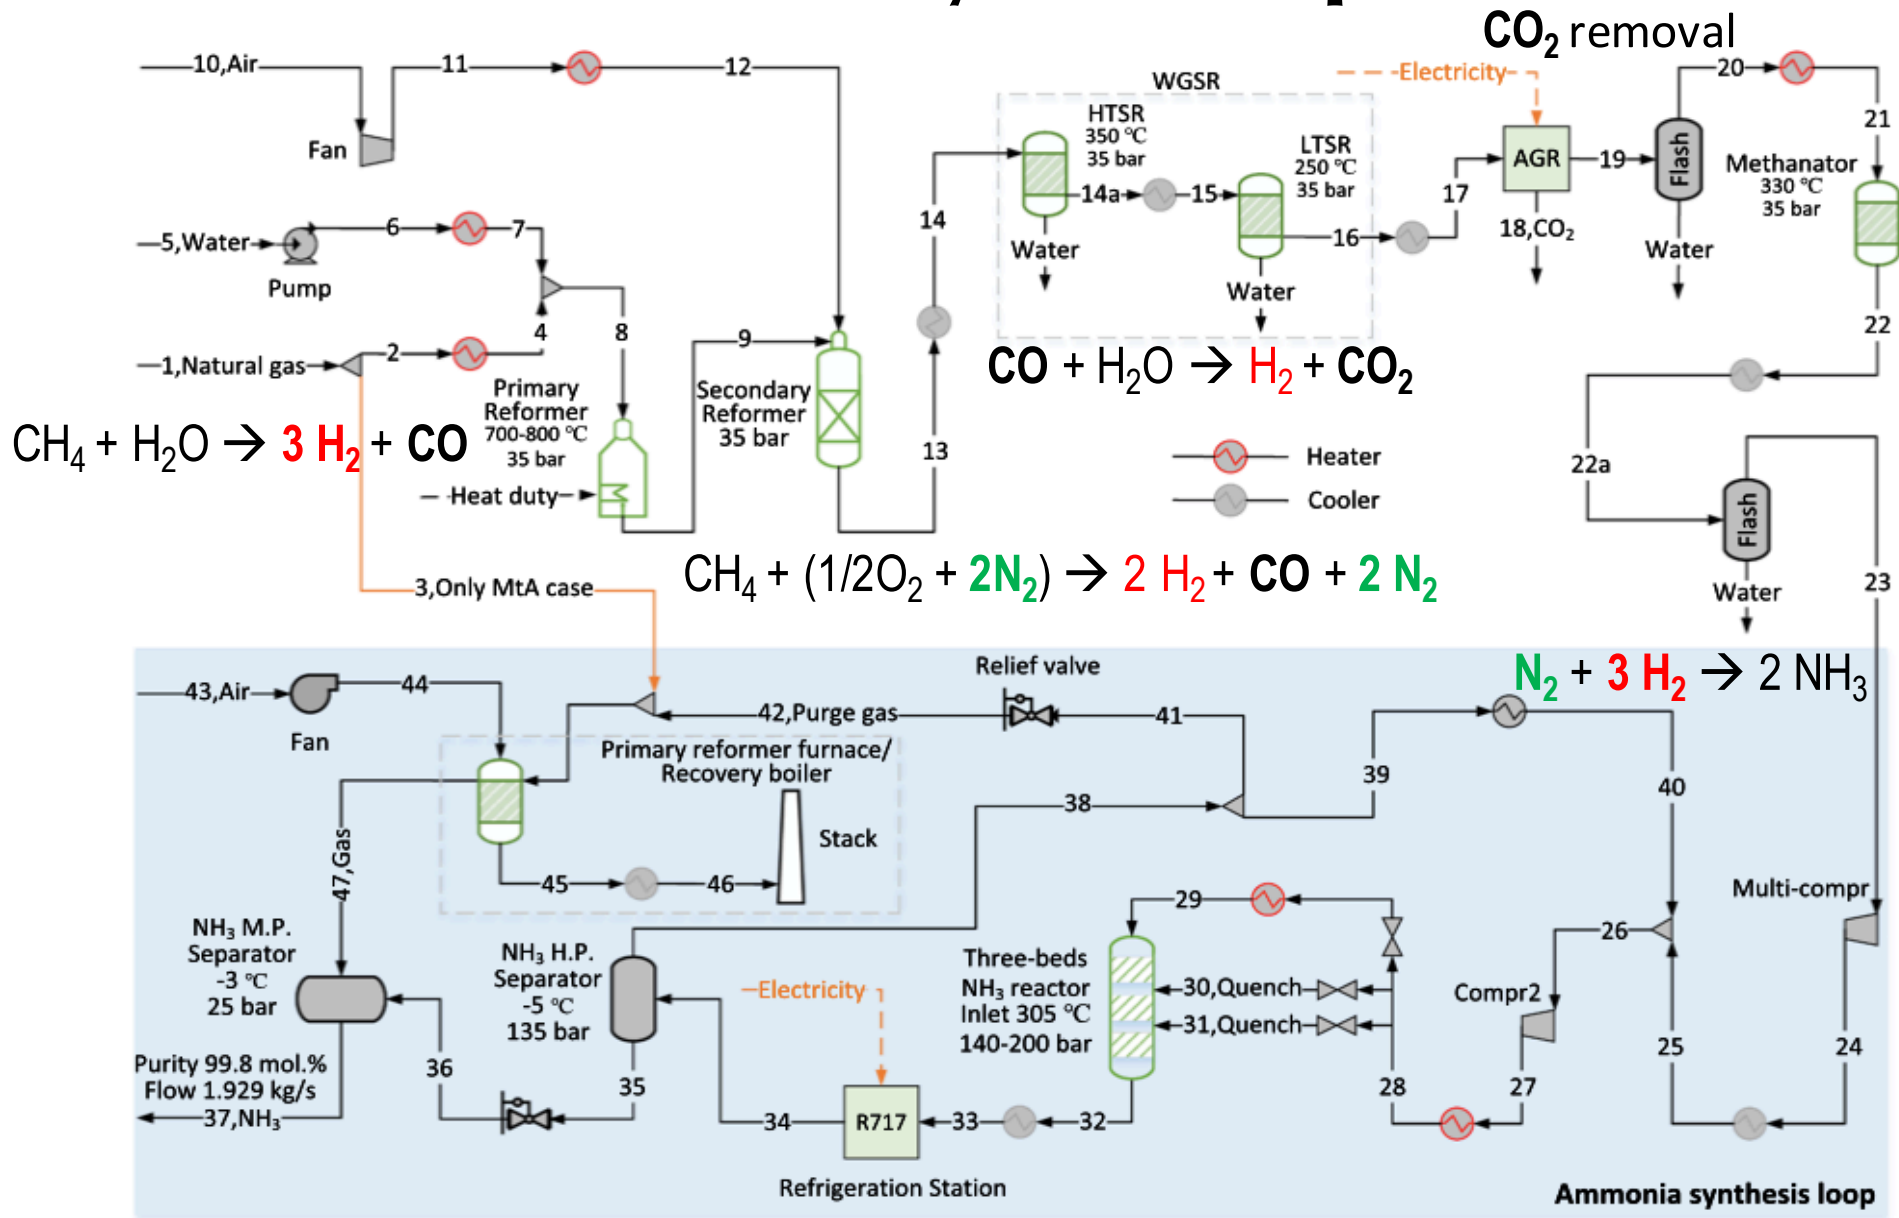 CO₂ removal
10,Air
11
12
Fan
5,Water
6
7
Pump
1,Natural gas
2
4
8
9
Primary
Reformer
700-800 ℃
35 bar
Heat duty
Secondary
Reformer
35 bar
CH₄ + H₂O → 3 H₂ + CO
13
14
WGSR
HTSR
350 ℃
35 bar
14a
15
LTSR
250 ℃
35 bar
Water
Water
16
17
CO + H₂O → H₂ + CO₂
Electricity
AGR
18,CO₂
19
Flash
Water
20
21
Methanator
330 ℃
35 bar
22
22a
Flash
Water
23
Heater
Cooler
3,Only MtA case
CH₄ + (1/2O₂ + 2N₂) → 2 H₂ + CO + 2 N₂
N₂ + 3 H₂ → 2 NH₃
43,Air
44
Fan
Relief valve
42,Purge gas
41
Primary reformer furnace/
Recovery boiler
Stack
45
46
47,Gas
38
39
40
NH₃ M.P.
Separator
-3 ℃
25 bar
NH₃ H.P.
Separator
-5 ℃
135 bar
Electricity
Three-beds
NH₃ reactor
Inlet 305 ℃
140-200 bar
29
30,Quench
31,Quench
28
Compr2
27
26
25
Multi-compr
24
Purity 99.8 mol.%
Flow 1.929 kg/s
37,NH₃
36
35
34
R717
33
32
Refrigeration Station
Ammonia synthesis loop